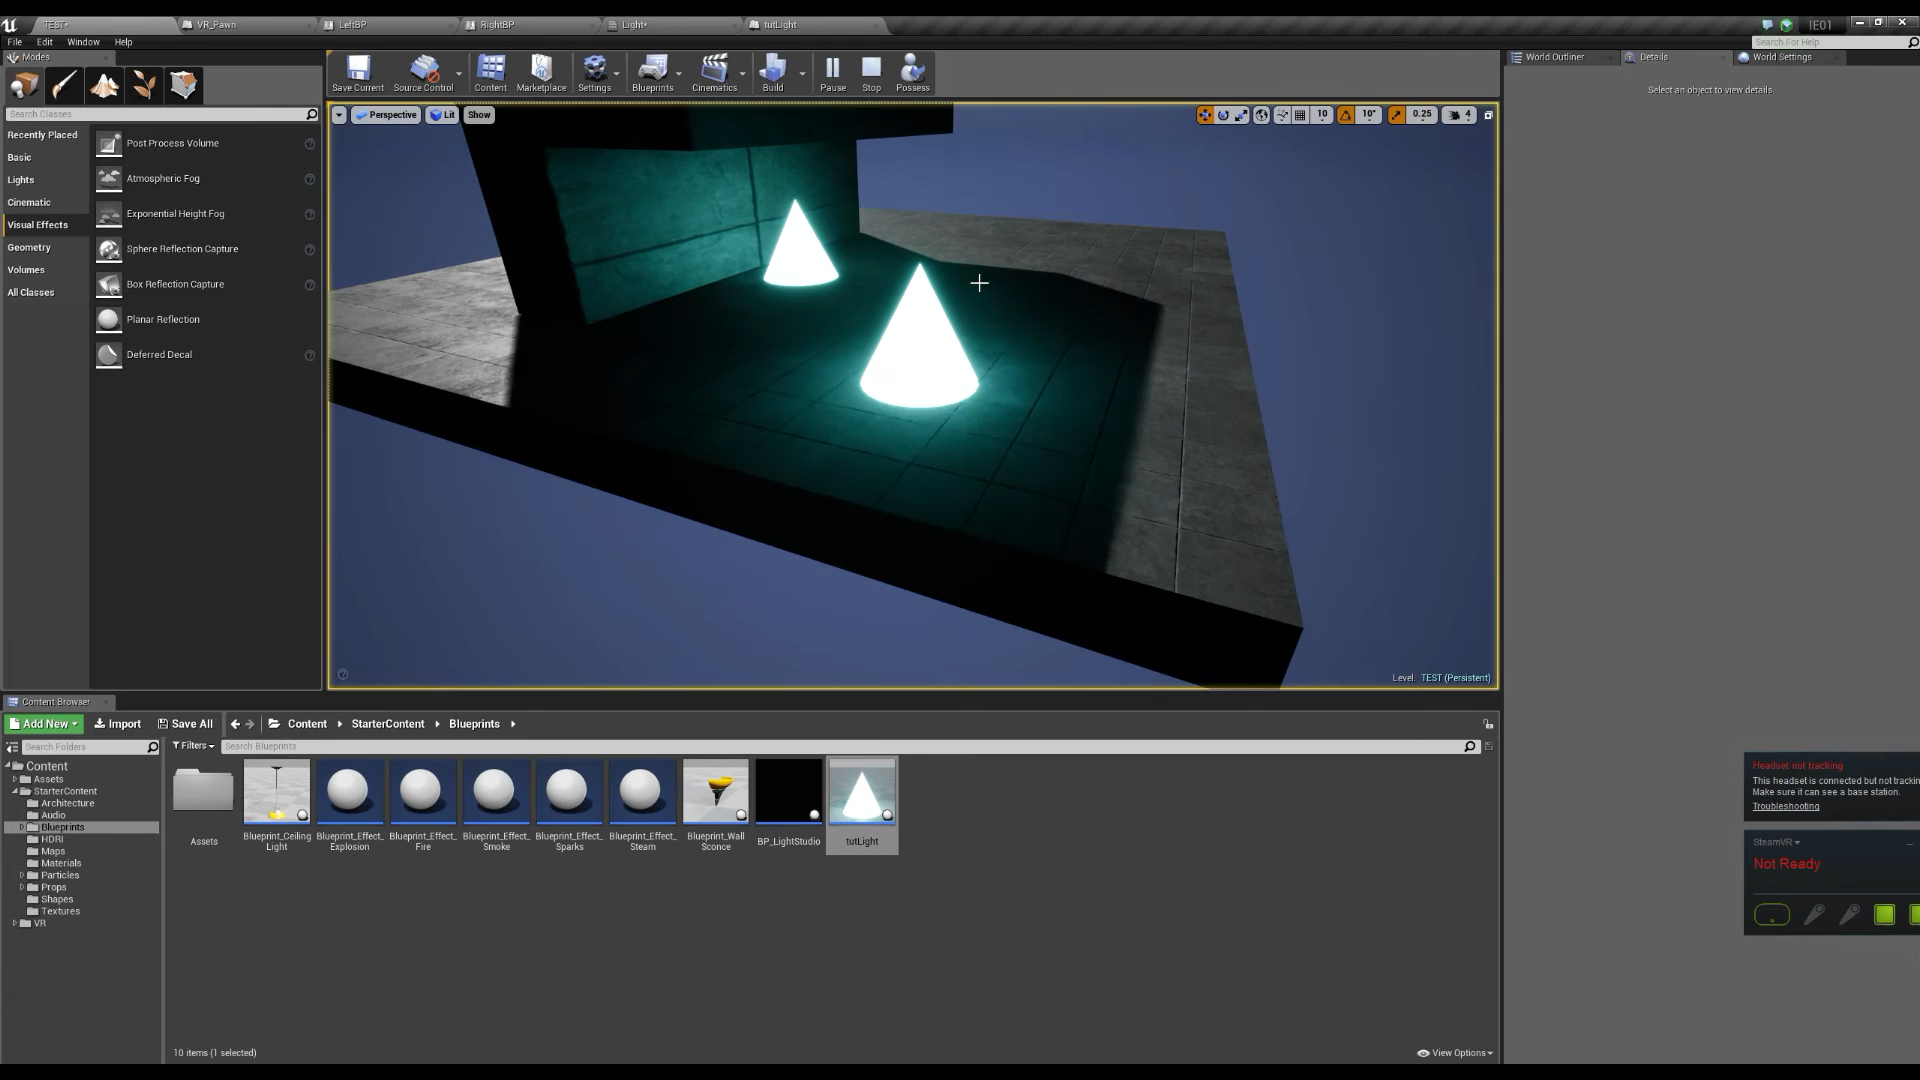 TEST*
VR_Pawn
LeftBP
RightBP
Light*
tutLight
IE01
File Edit Window Help
Search For Help
Modes
World Outliner
Details
World Settings
Save Current
Source Control
Content
Marketplace
Settings
Blueprints
Cinematics
Build
Pause
Stop
Possess
Select an object to view details.
Search Classes
Perspective
Lit
Show
10
10°
0.25
4
Recently Placed
Basic
Lights
Cinematic
Visual Effects
Geometry
Volumes
All Classes
Post Process Volume
Atmospheric Fog
Exponential Height Fog
Sphere Reflection Capture
Box Reflection Capture
Planar Reflection
Deferred Decal
Level: TEST (Persistent)
Content Browser
Add New
Import
Save All
Content
StarterContent
Blueprints
Search Folders
Filters
Search Blueprints
Content
Assets
StarterContent
Architecture
Audio
Blueprints
HDRI
Maps
Materials
Particles
Props
Shapes
Textures
VR
Assets
Blueprint_Ceiling
Light
Blueprint_Effect_
Explosion
Blueprint_Effect_
Fire
Blueprint_Effect_
Smoke
Blueprint_Effect_
Sparks
Blueprint_Effect_
Steam
Blueprint_Wall
Sconce
BP_LightStudio
tutLight
10 items (1 selected)
View Options
Headset not tracking
This headset is connected but not trackin
Make sure it can see a base station.
Troubleshooting
SteamVR
Not Ready